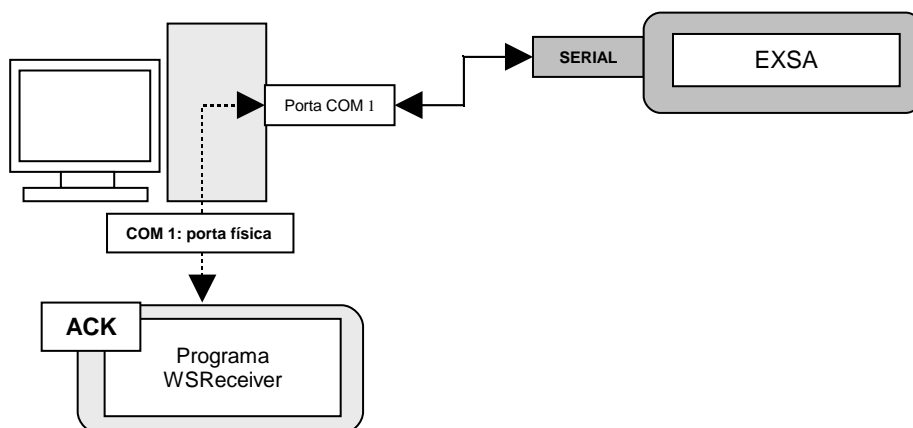 SERIAL
EXSA
Porta COM 1
COM 1: porta física
ACK
Programa
WSReceiver